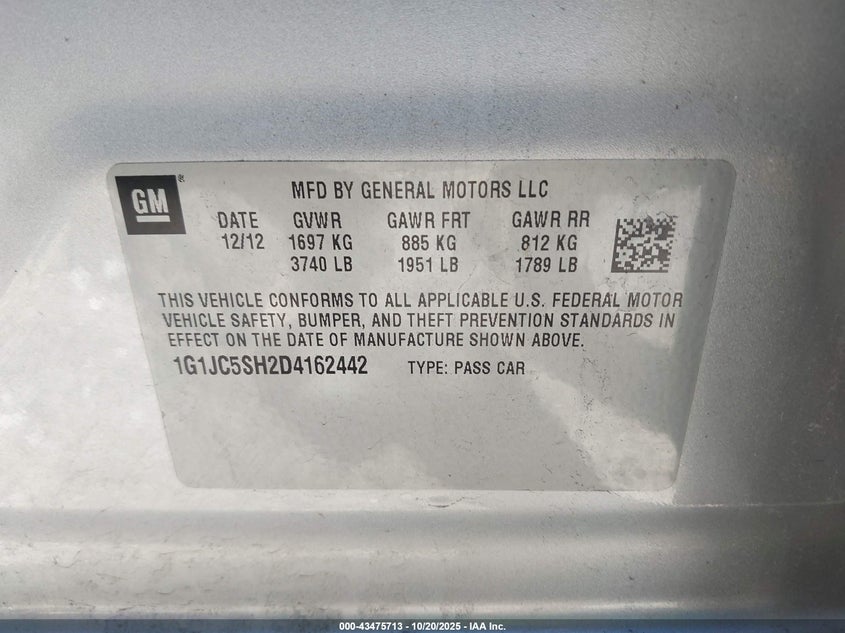 GM®
MFD BY GENERAL MOTORS LLC
DATE GVWR GAWR FRT GAWR RR
12/12 1697 KG 885 KG 812 KG
3740 LB 1951 LB 1789 LB
THIS VEHICLE CONFORMS TO ALL APPLICABLE U.S. FEDERAL MOTOR
VEHICLE SAFETY, BUMPER, AND THEFT PREVENTION STANDARDS IN
EFFECT ON THE DATE OF MANUFACTURE SHOWN ABOVE.
1G1JC5SH2D4162442 TYPE: PASS CAR
000-43475713 - 10/20/2025 - IAA Inc.